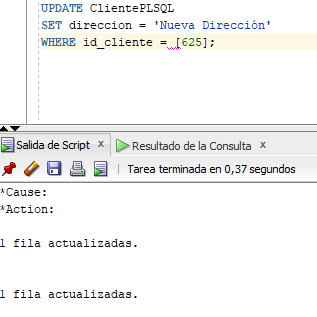 UPDATE ClientePLSQL
SET direccion = 'Nueva Dirección'
WHERE id_cliente = [625];
Salida de Script x Resultado de la Consulta x
Tarea terminada en 0,37 segundos
*Cause:
*Action:
1 fila actualizadas.
1 fila actualizadas.